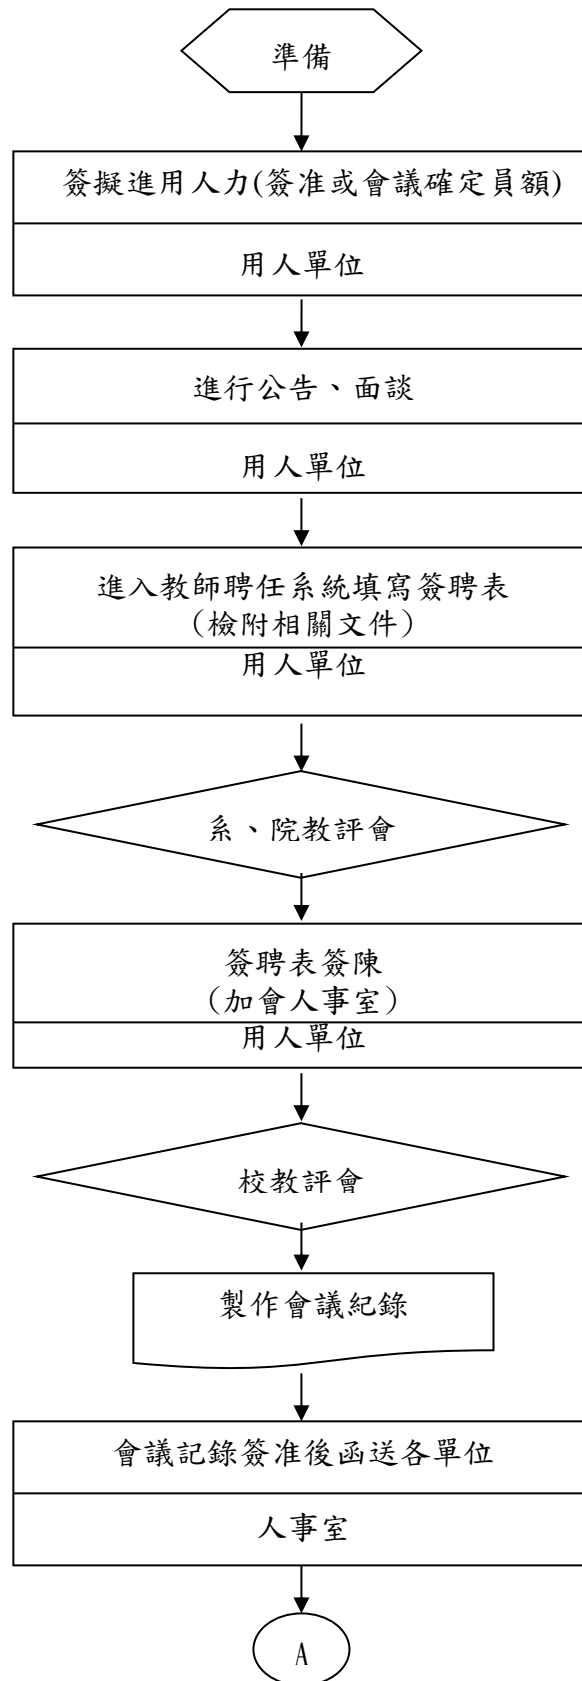 準備
簽擬進用人力(簽准或會議確定員額)
用人單位
進行公告、面談
用人單位
進入教師聘任系統填寫簽聘表
（檢附相關文件）
用人單位
系、院教評會
簽聘表簽陳
（加會人事室）
用人單位
校教評會
製作會議紀錄
會議記錄簽准後函送各單位
人事室
A